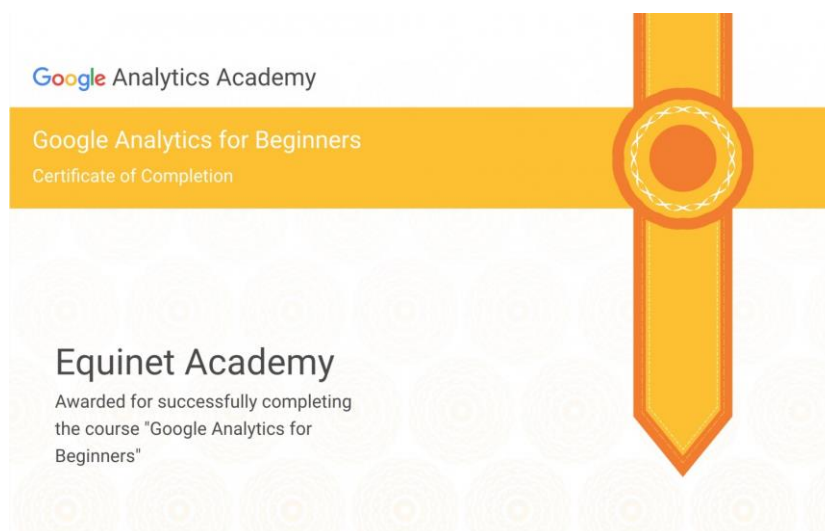 Google Analytics Academy
Google Analytics for Beginners
Certificate of Completion
Equinet Academy
Awarded for successfully completing
the course "Google Analytics for
Beginners"